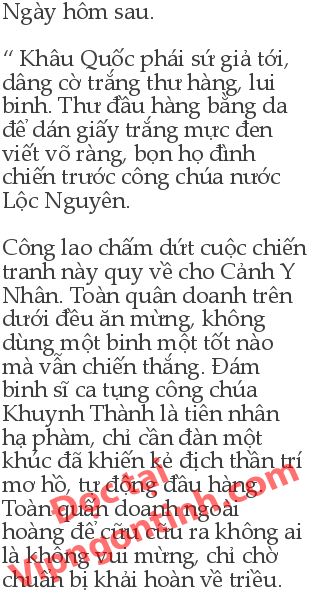 Ngày hôm sau.
“ Khâu Quốc phái sứ giả tới,
dâng cờ trắng thư hàng, lui
binh. Thư đầu hàng bằng da
để dán giấy trắng mực đen
viết võ ràng, bọn họ đình
chiến trước công chúa nước
Lộc Nguyên.
Công lao chấm dứt cuộc chiến
tranh này quy về cho Cảnh Y
Nhân. Toàn quân doanh trên
dưới đều ăn mừng, không
dùng một binh một tốt nào
mà vẫn chiến thắng. Đám
binh sĩ ca tụng công chúa
Khuynh Thành là tiên nhân
hạ phàm, chỉ cần đàn một
khúc đã khiến kẻ địch thần trí
mơ hồ, tự động đầu hàng.
Toàn quân doanh ngoài
hoàng đế cữu cữu ra không ai
là không vui mừng, chỉ chờ
chuẩn bị khải hoàn về triều.
Đọc tại
Vipngontinh.com